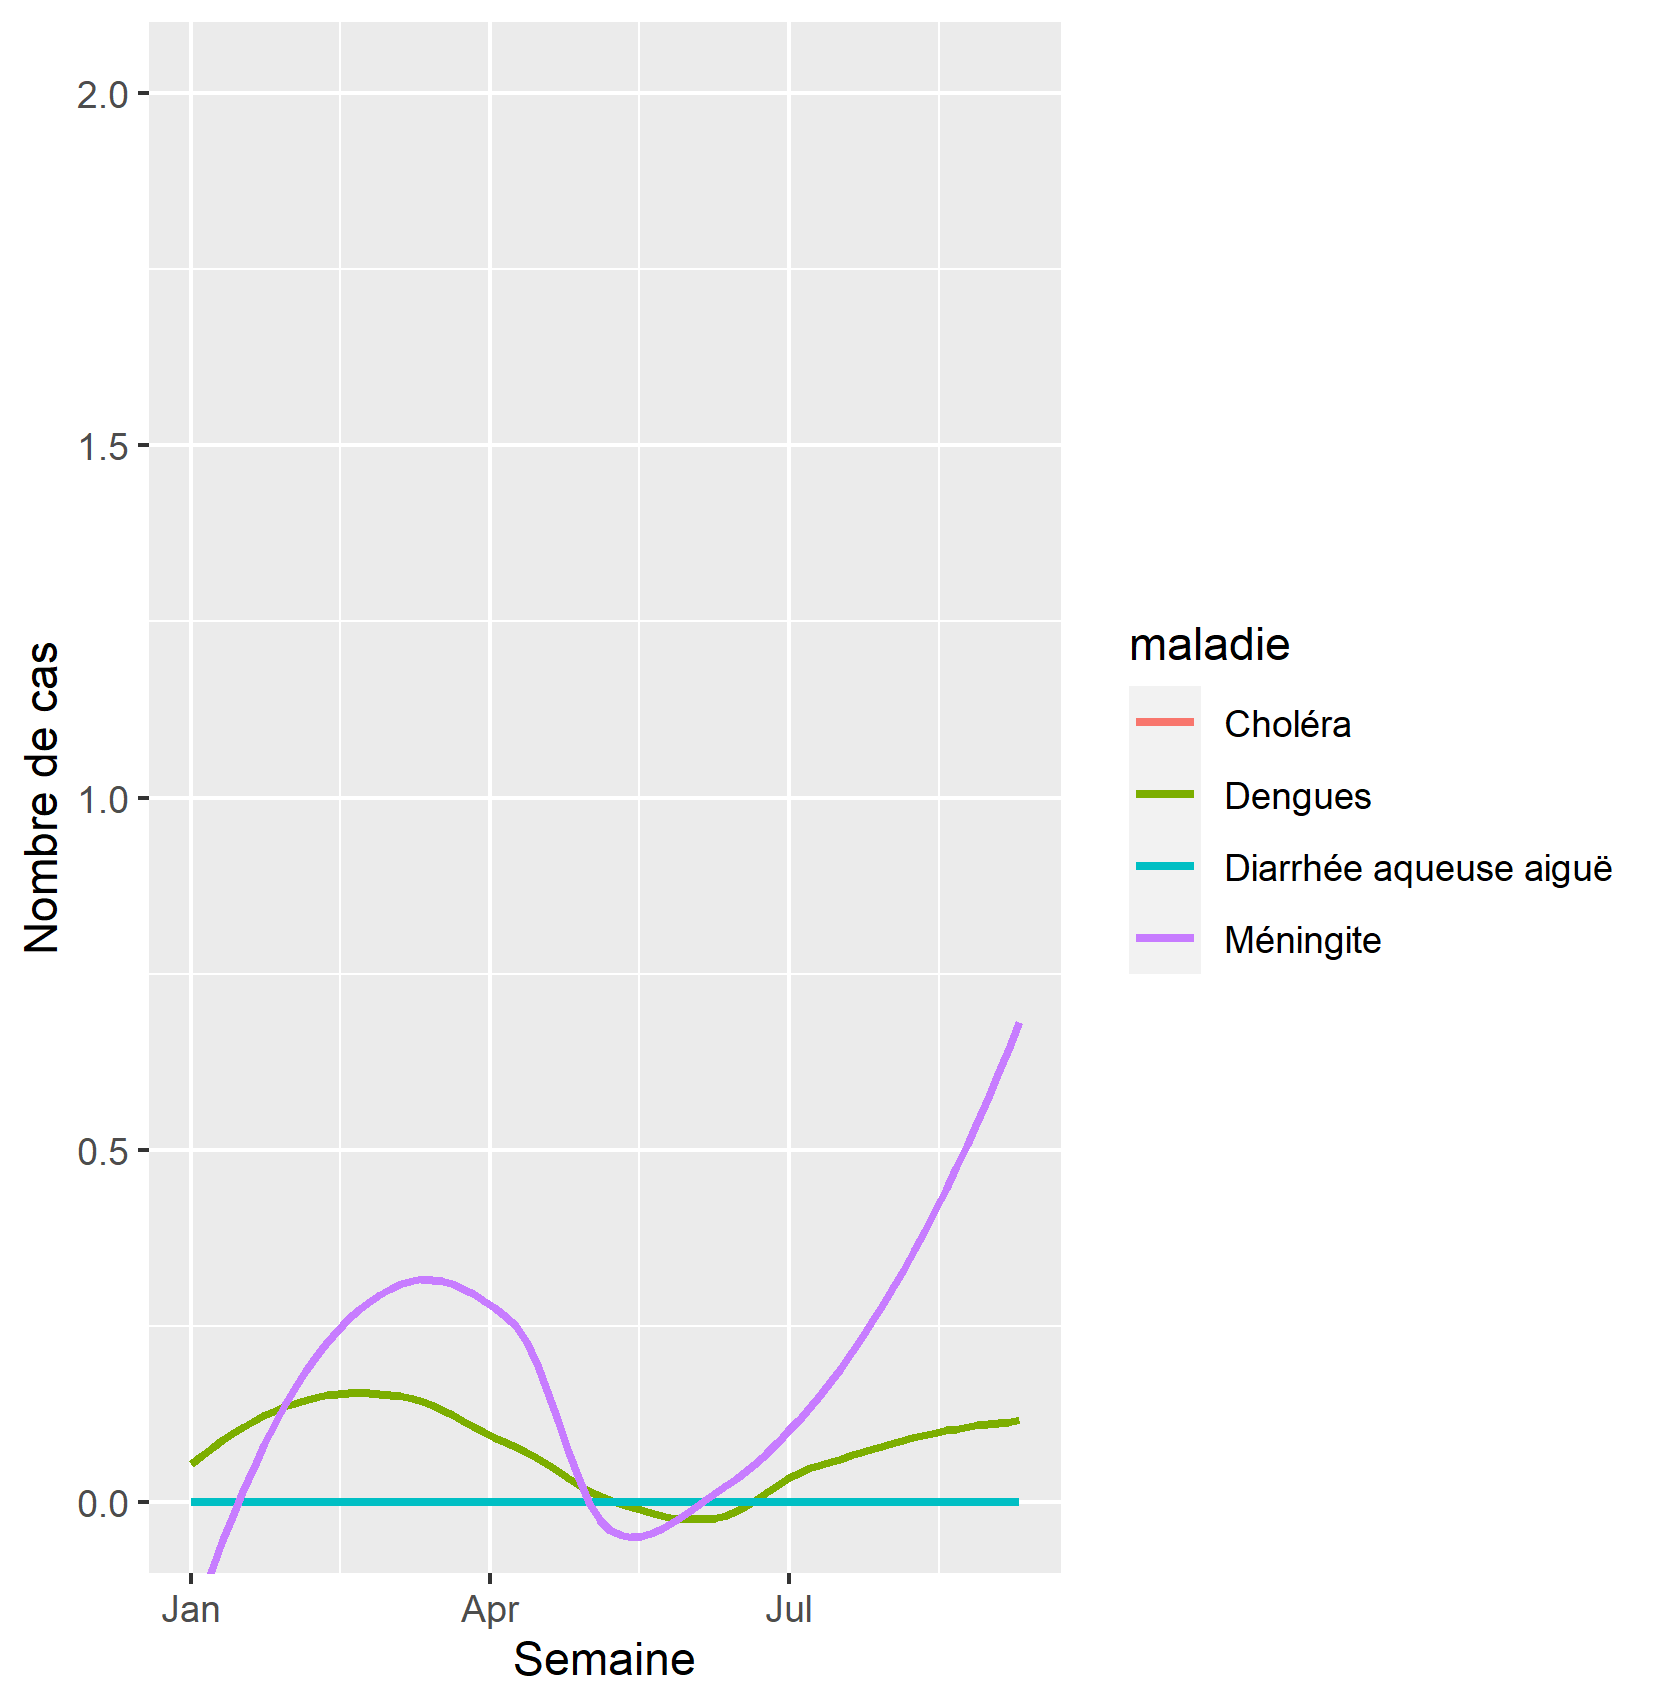 2.0
1.5
1.0
0.5
0.0
Nombre de cas
Jan Apr Jul
Semaine
maladie
Choléra
Dengues
Diarrhée aqueuse aiguë
Méningite